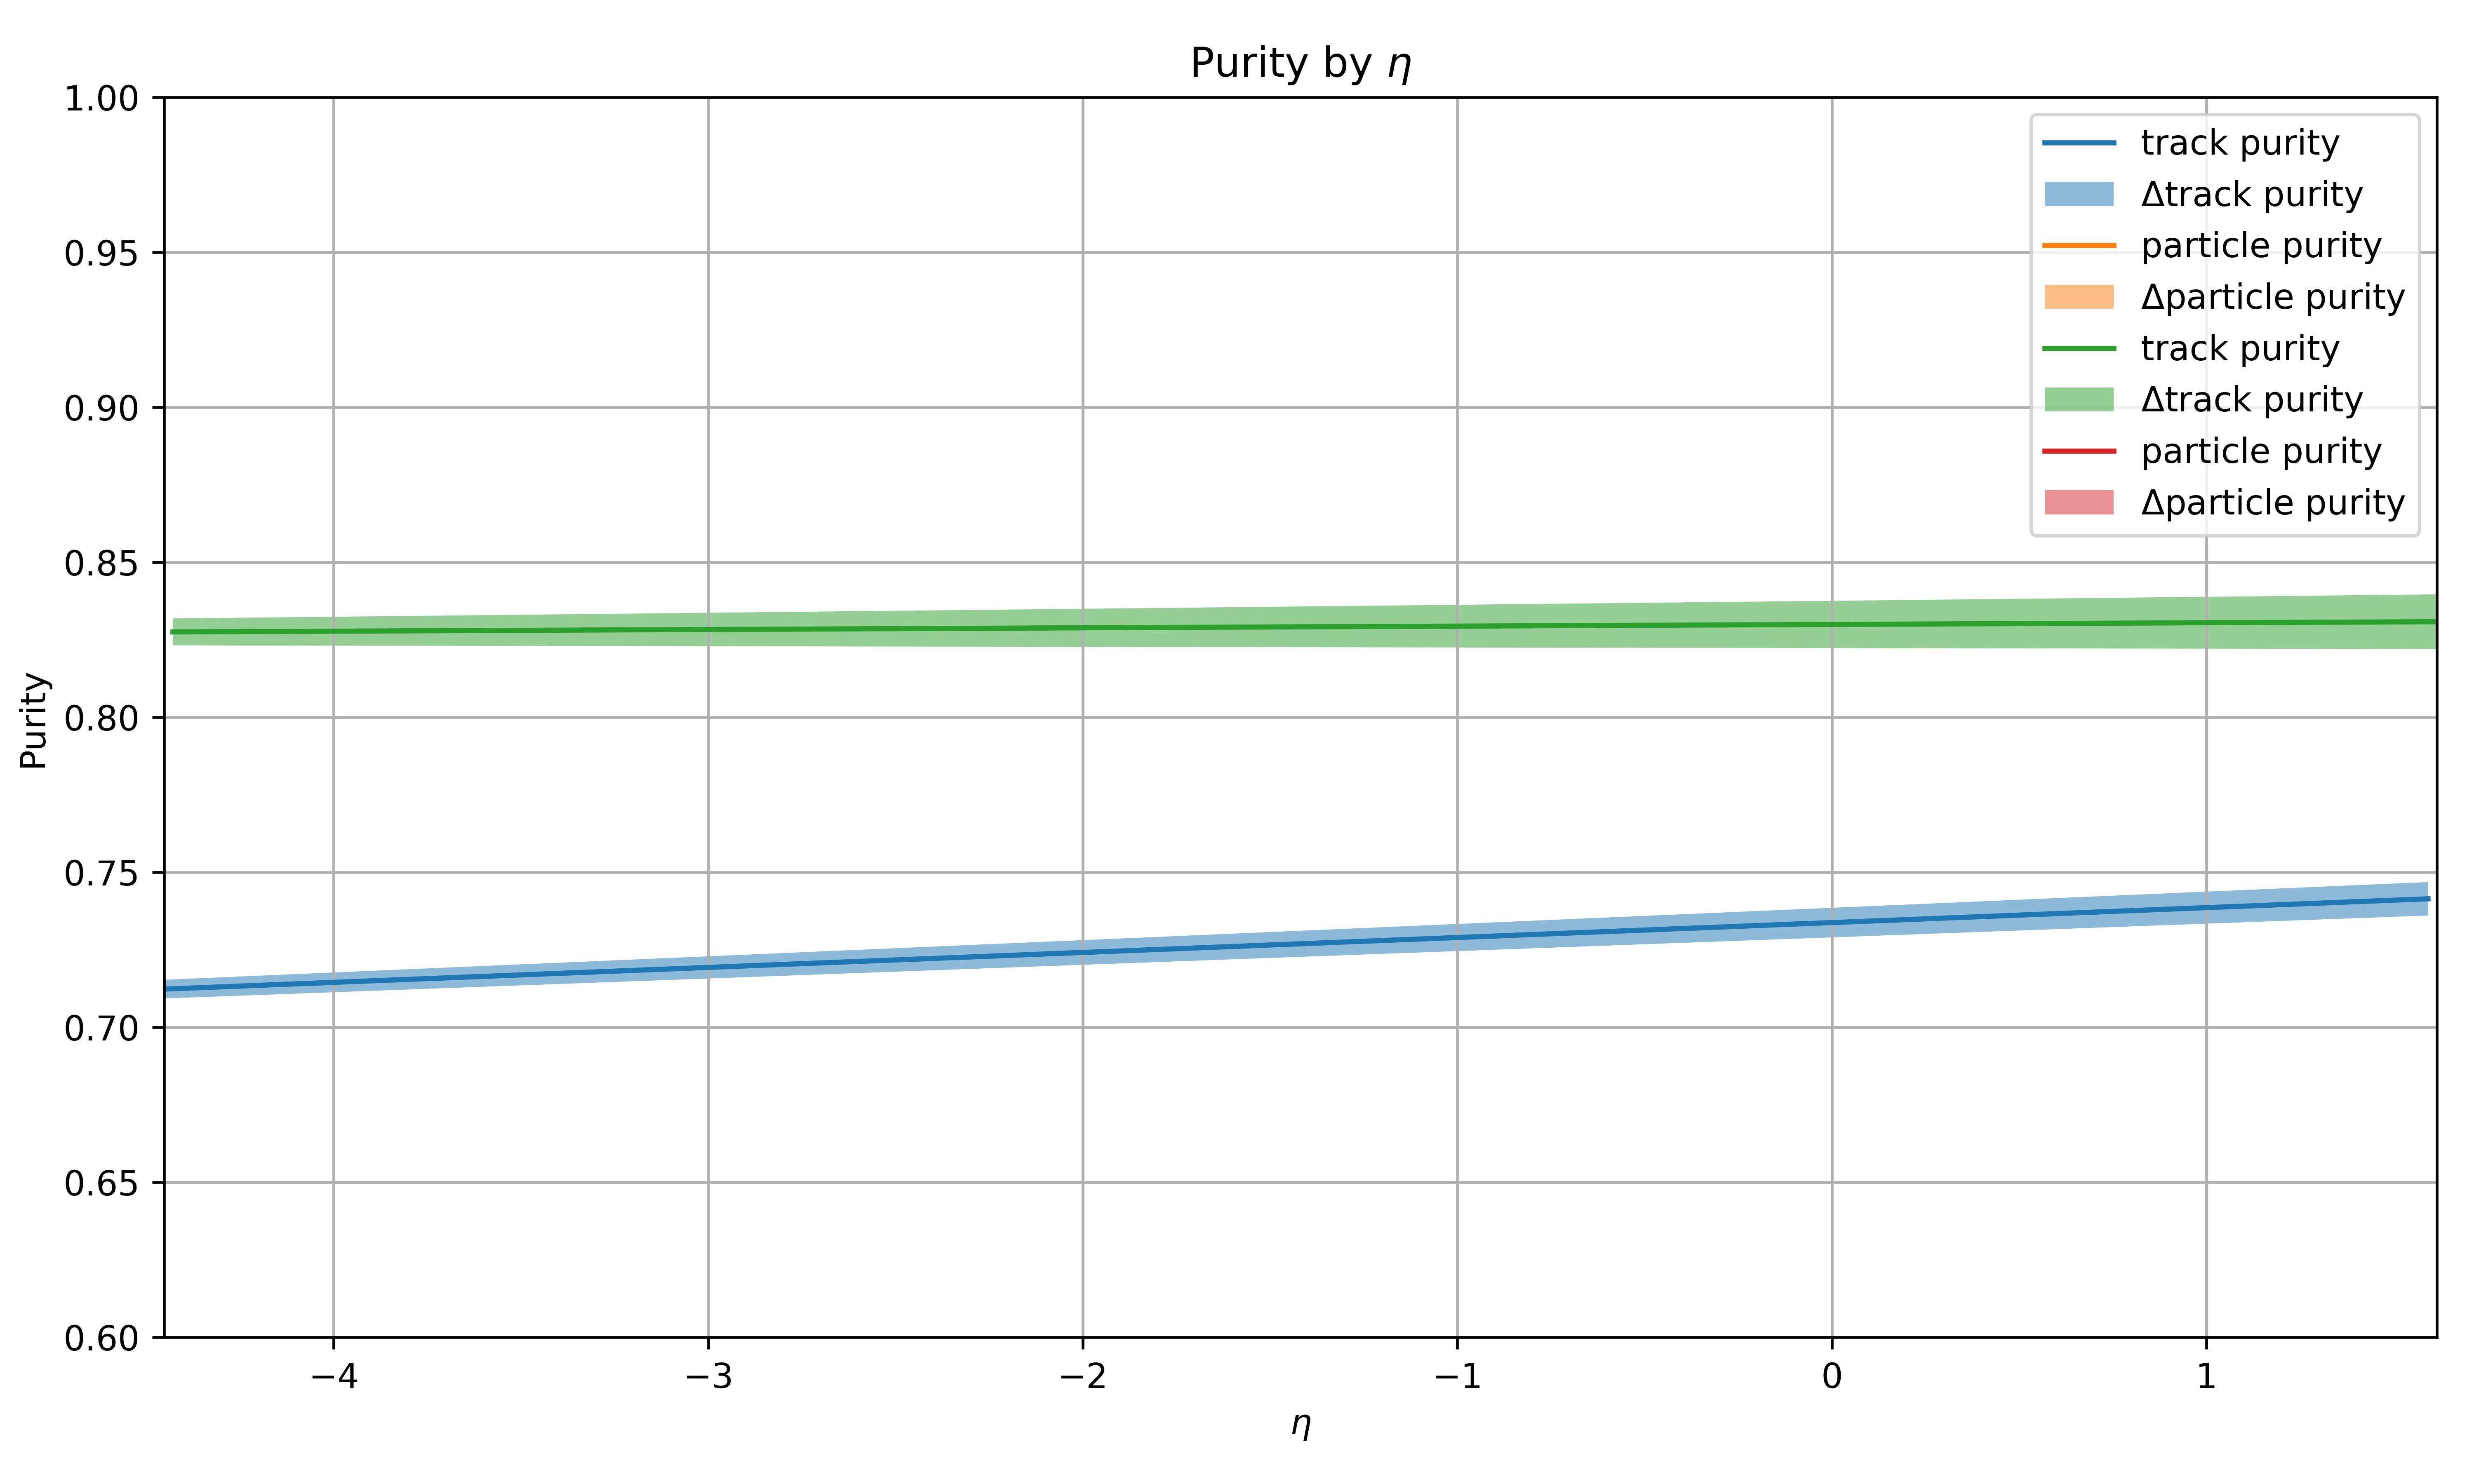 Purity by η
1.00
0.95
0.90
0.85
0.80
0.75
0.70
0.65
0.60
Purity
track purity
Δtrack purity
particle purity
Δparticle purity
track purity
Δtrack purity
particle purity
Δparticle purity
−4 −3 −2 −1 0 1
η